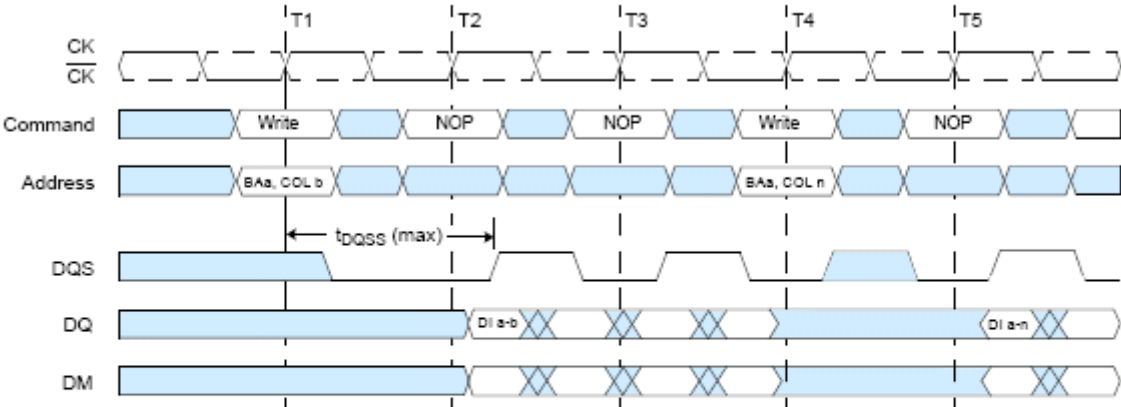 T1 T2 T3 T4 T5
CK
CK
Command Write NOP NOP Write NOP
Address BAa, COL b BAa, COL n
tDQSS (max)
DQS
DQ DI a-b DI a-n
DM